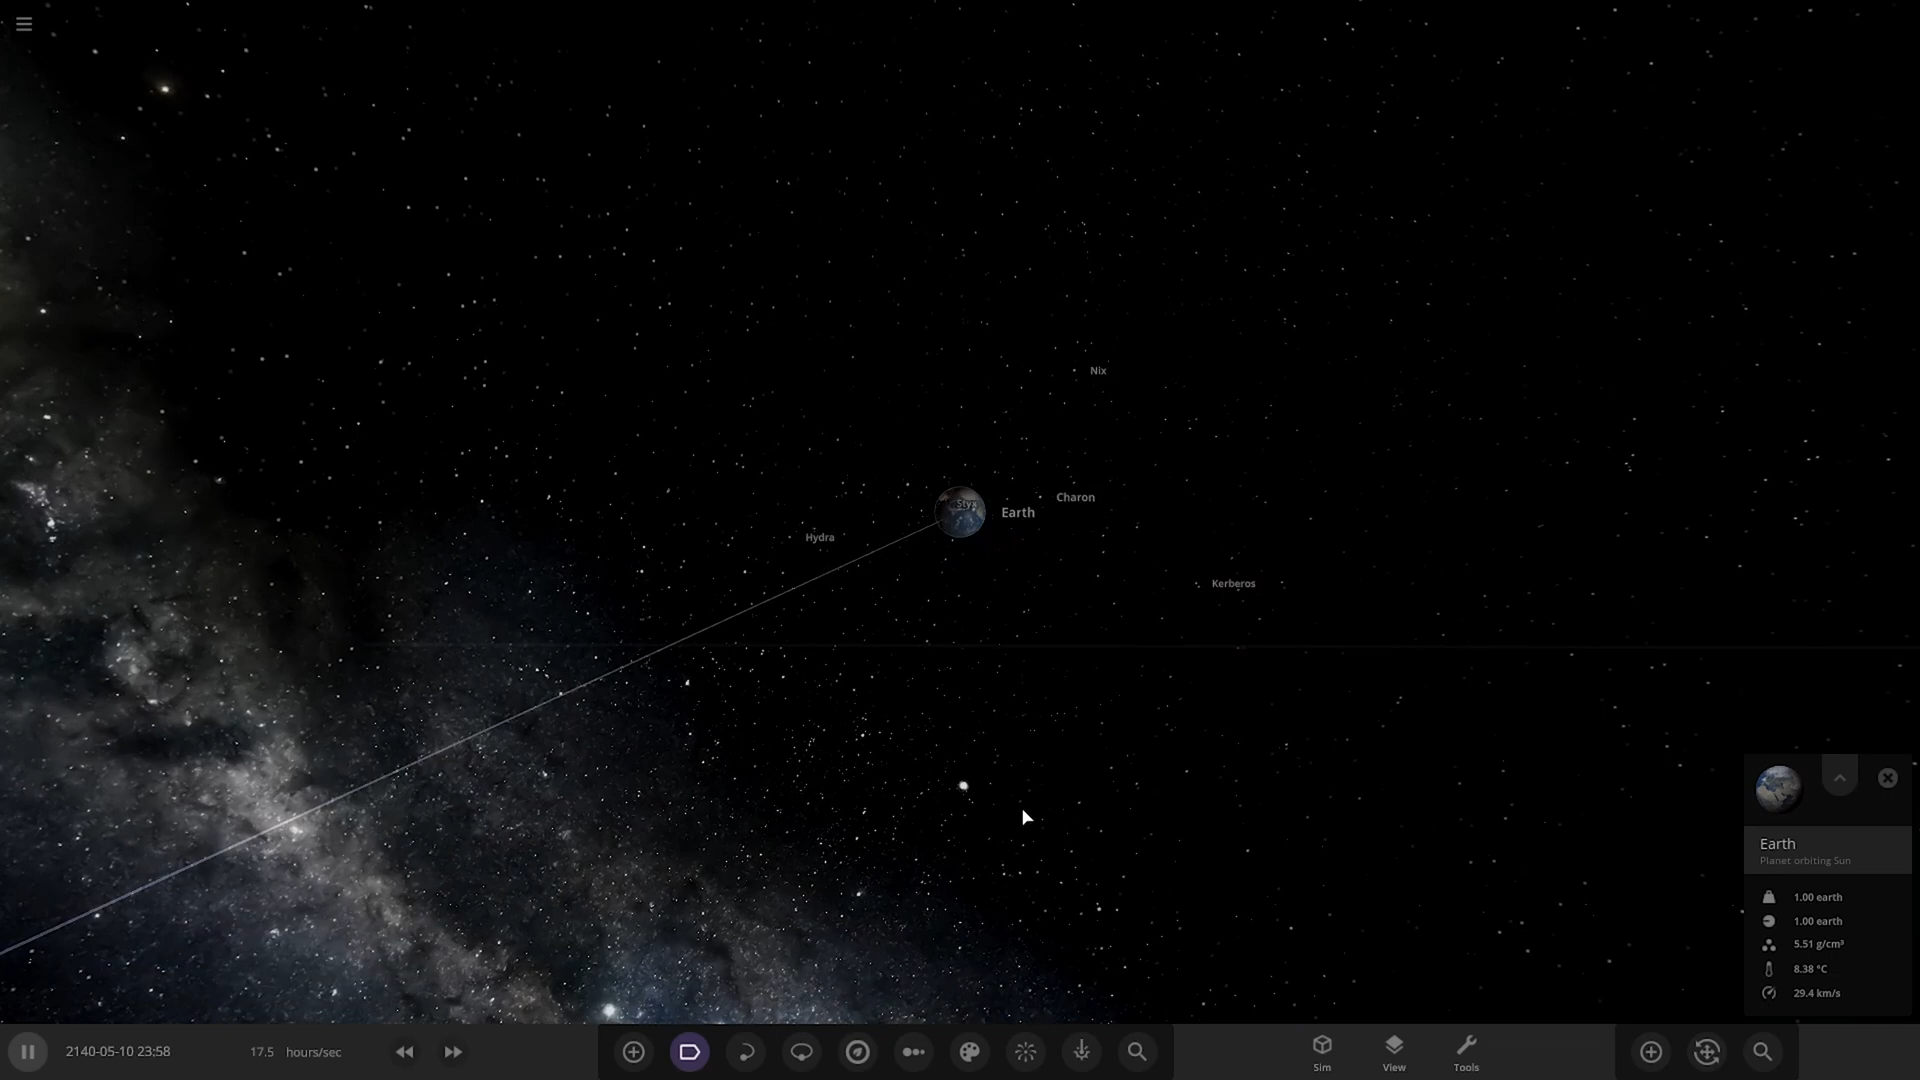 Nix
Charon
Styx
Earth
Hydra
Kerberos
Earth
Planet orbiting Sun
1.00 earth
1.00 earth
5.51 g/cm³
8.38 °C
29.4 km/s
2140-05-10 23:58
17.5 hours/sec
Sim
View
Tools